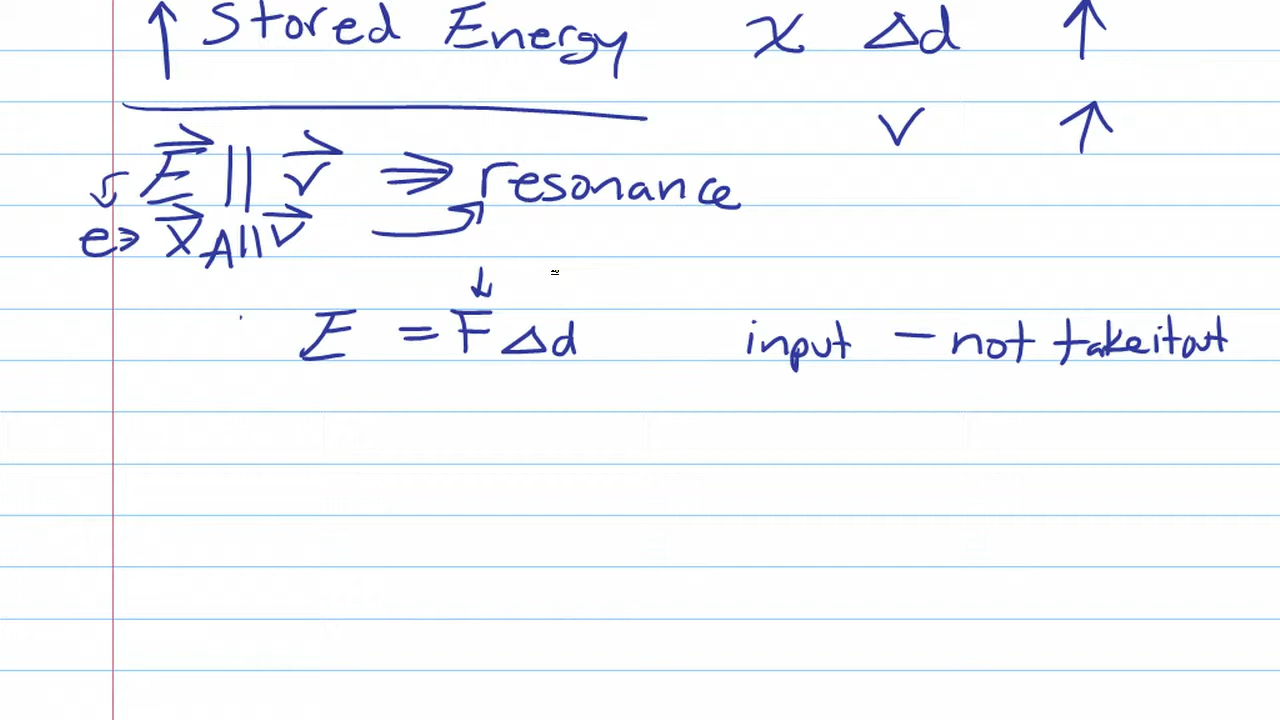 ↑ Stored Energy x Δd ↑
v ↑
E⃗ || v⃗ ⇒ resonance
e⇒ x⃗A || v⃗
↓
E = F Δd input — not takeitout